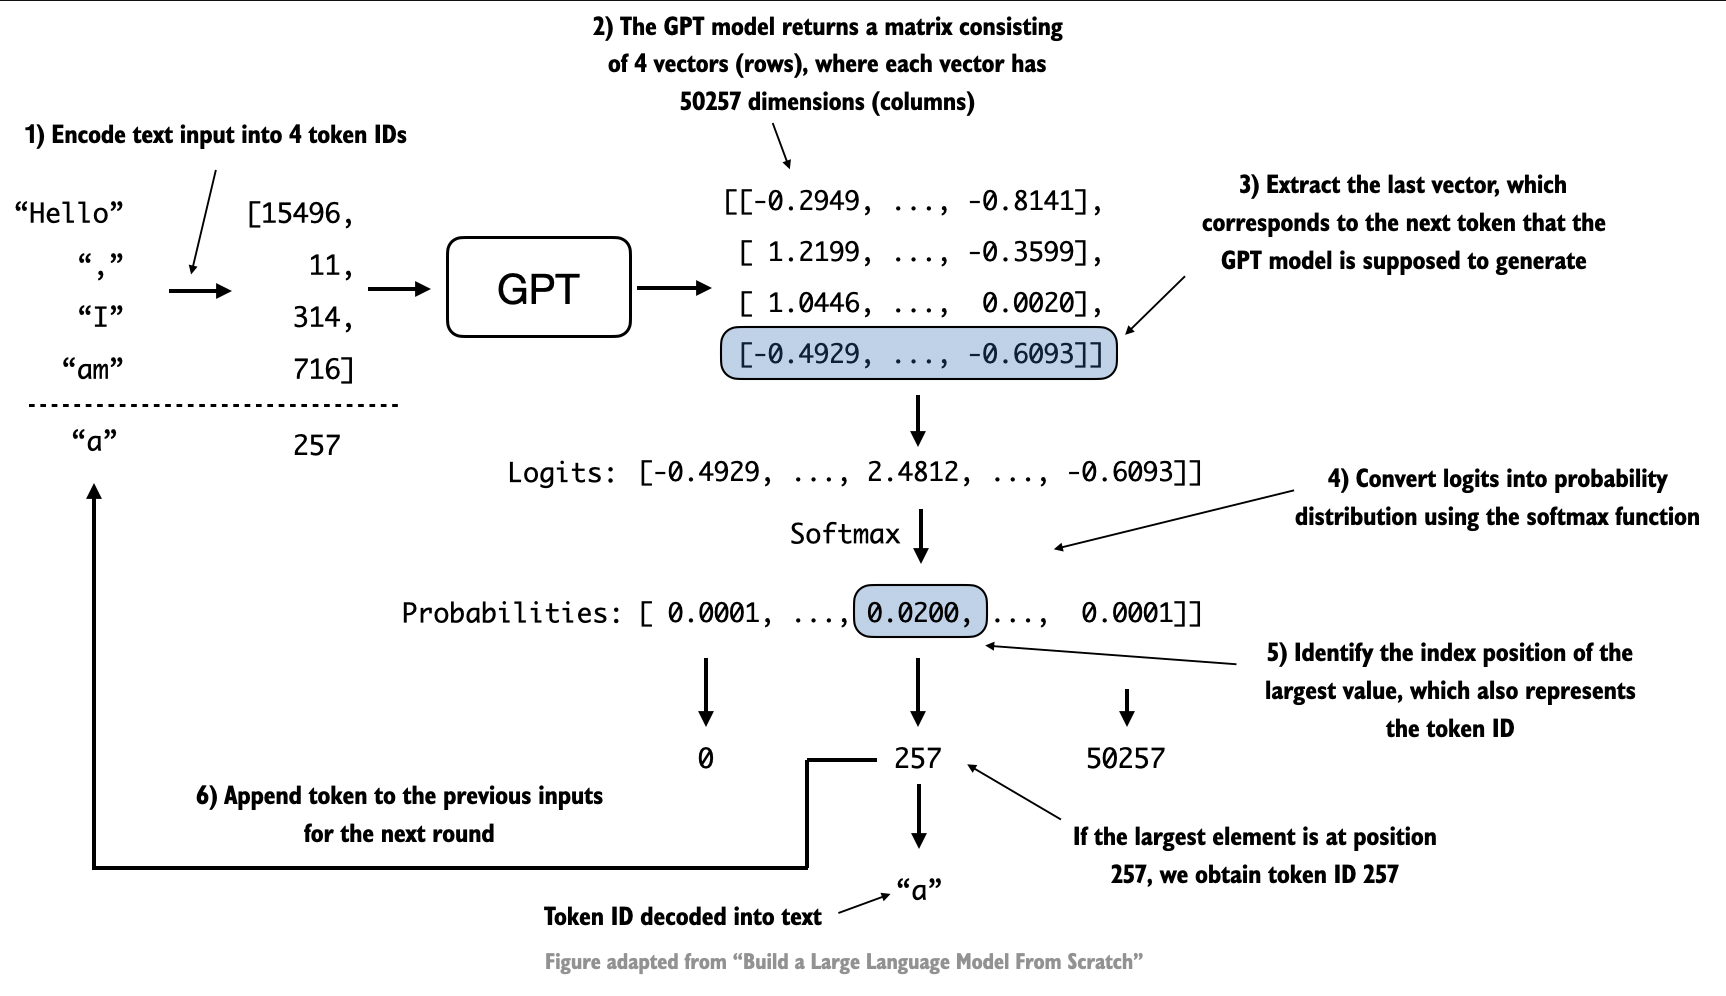 2) The GPT model returns a matrix consisting
of 4 vectors (rows), where each vector has
50257 dimensions (columns)
1) Encode text input into 4 token IDs
“Hello” [15496,
“,” 11,
“I” 314,
“am” 716]
“a” 257
GPT
[[-0.2949, ..., -0.8141],
[ 1.2199, ..., -0.3599],
[ 1.0446, ..., 0.0020],
[-0.4929, ..., -0.6093]]
3) Extract the last vector, which
corresponds to the next token that the
GPT model is supposed to generate
Logits: [-0.4929, ..., 2.4812, ..., -0.6093]]
4) Convert logits into probability
distribution using the softmax function
Softmax
Probabilities: [ 0.0001, ..., 0.0200, ..., 0.0001]]
5) Identify the index position of the
largest value, which also represents
the token ID
0 257 50257
6) Append token to the previous inputs
for the next round
If the largest element is at position
257, we obtain token ID 257
“a”
Token ID decoded into text
Figure adapted from “Build a Large Language Model From Scratch”